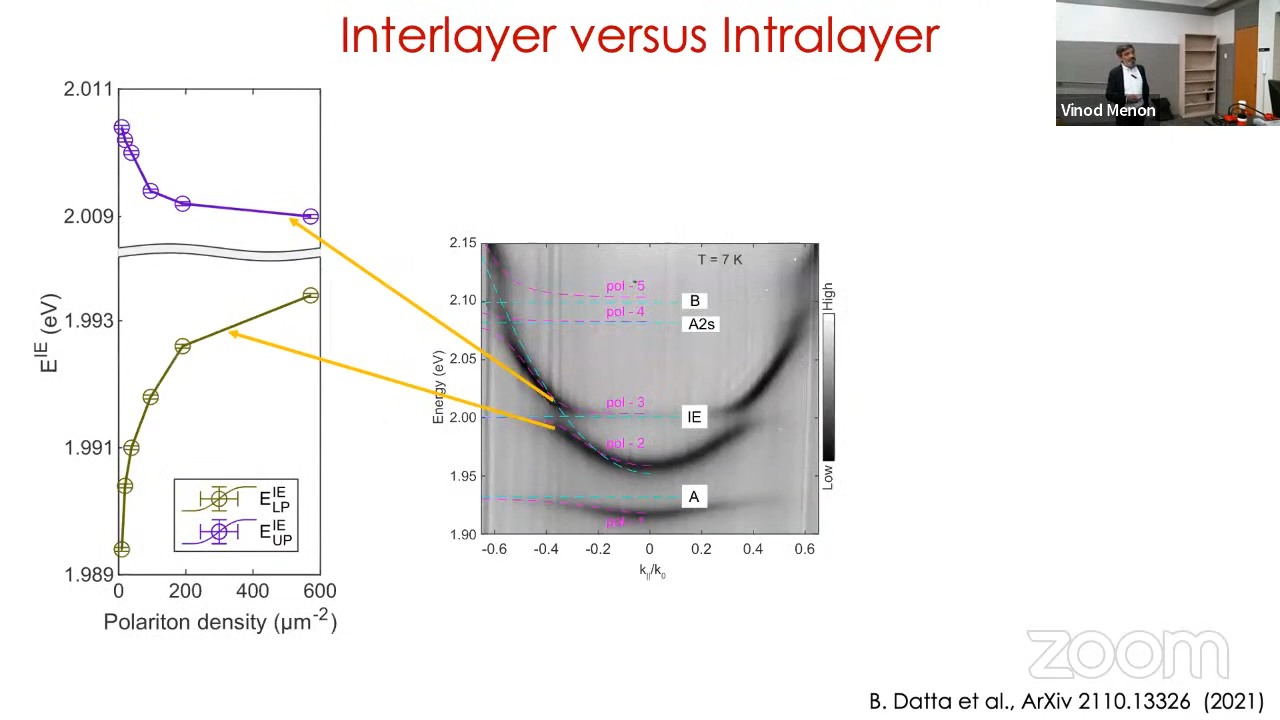 Interlayer versus Intralayer
Vinod Menon
2.011
2.009
1.993
1.991
1.989
E^IE (eV)
0 200 400 600
Polariton density (µm^-2)
E^IE_LP
E^IE_UP
2.15
2.10
2.05
2.00
1.95
1.90
Energy (eV)
T = 7 K
pol - 5
B
pol - 4
A2s
pol - 3
IE
pol - 2
A
-0.6 -0.4 -0.2 0 0.2 0.4 0.6
k||/k0
High
Low
zoom
B. Datta et al., ArXiv 2110.13326 (2021)